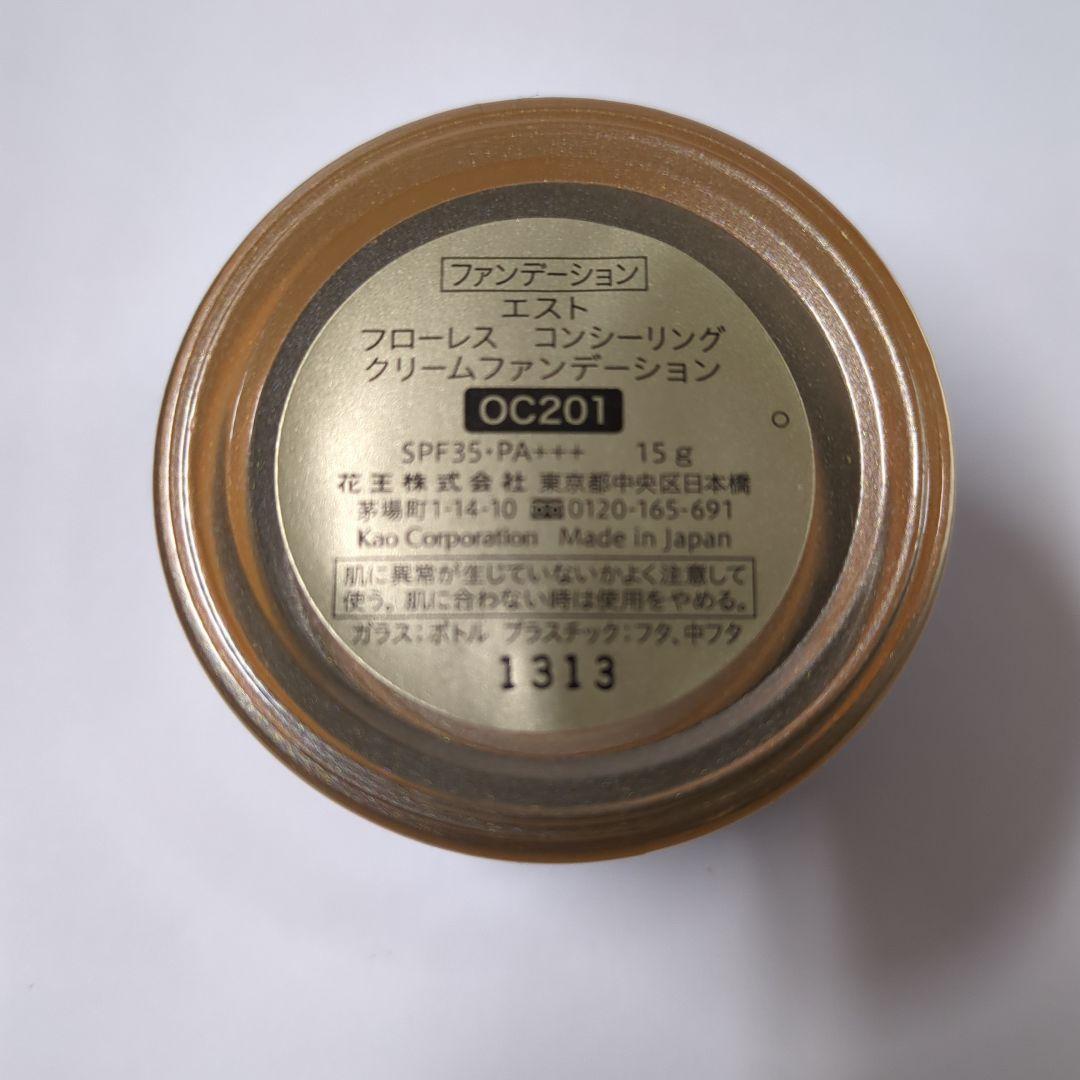 ファンデーション
エスト
フローレス コンシーリング
クリームファンデーション
OC201
SPF35・PA+++ 15g
花王株式会社 東京都中央区日本橋
茅場町1-14-10 0120-165-691
Kao Corporation Made in Japan
肌に異常が生じていないかよく注意して
使う。肌に合わない時は使用をやめる。
ガラス：ボトル プラスチック：フタ、中フタ
1313